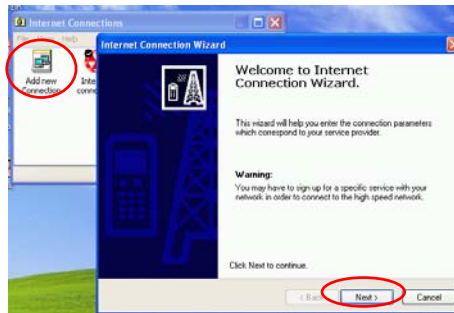 Internet Connections
File View Help
Add new
Connection
Inte
conne
Internet Connection Wizard
Welcome to Internet
Connection Wizard.
This wizard will help you enter the connection parameters
which correspond to your service provider.
Warning:
You may have to sign up for a specific service with your
network in order to connect to the high speed network.
Click Next to continue.
< Back
Next >
Cancel